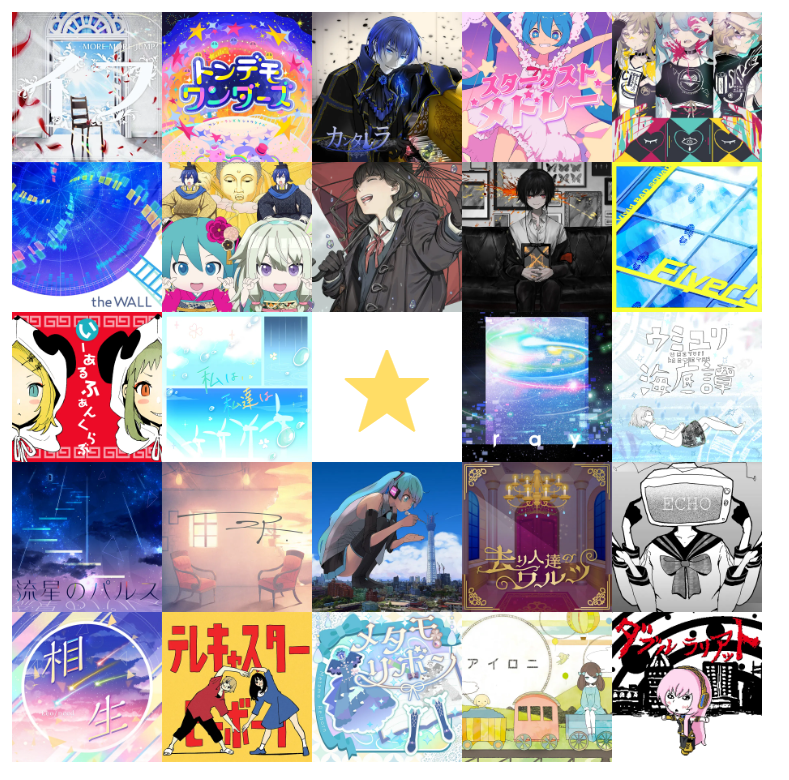 MORE MORE JUMP!
イフ
トンデモ
ワンダーズ
カンタレラ
スターダスト
メドレー
the WALL
Flyer!
いーあるふぁんくらぶ
私は、
私達は
ray
ウミユリ
海底譚
流星のパルス
去り人達の
ワルツ
ECHO
相生
テレキャスター
ビーボーイ
メタモ
リボン
アイロニ
ダブルラリアット